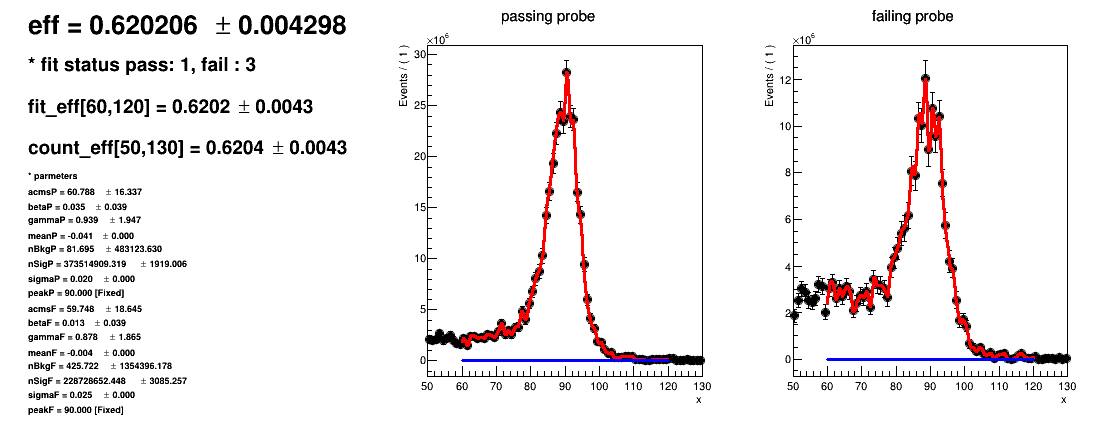 eff = 0.620206 ± 0.004298
* fit status pass: 1, fail : 3
fit_eff[60,120] = 0.6202 ± 0.0043
count_eff[50,130] = 0.6204 ± 0.0043
* parmeters
acmsP = 60.788 ± 16.337
betaP = 0.035 ± 0.039
gammaP = 0.939 ± 1.947
meanP = -0.041 ± 0.000
nBkgP = 81.695 ± 483123.630
nSigP = 373514909.319 ± 1919.006
sigmaP = 0.020 ± 0.000
peakP = 90.000 [Fixed]
acmsF = 59.748 ± 18.645
betaF = 0.013 ± 0.039
gammaF = 0.878 ± 1.865
meanF = -0.004 ± 0.000
nBkgF = 425.722 ± 1354396.178
nSigF = 228728652.448 ± 3085.257
sigmaF = 0.025 ± 0.000
peakF = 90.000 [Fixed]
passing probe
×10⁶
Events / ( 1 )
30
25
20
15
10
5
0
50 60 70 80 90 100 110 120 130
x
failing probe
×10⁶
Events / ( 1 )
12
10
8
6
4
2
0
50 60 70 80 90 100 110 120 130
x